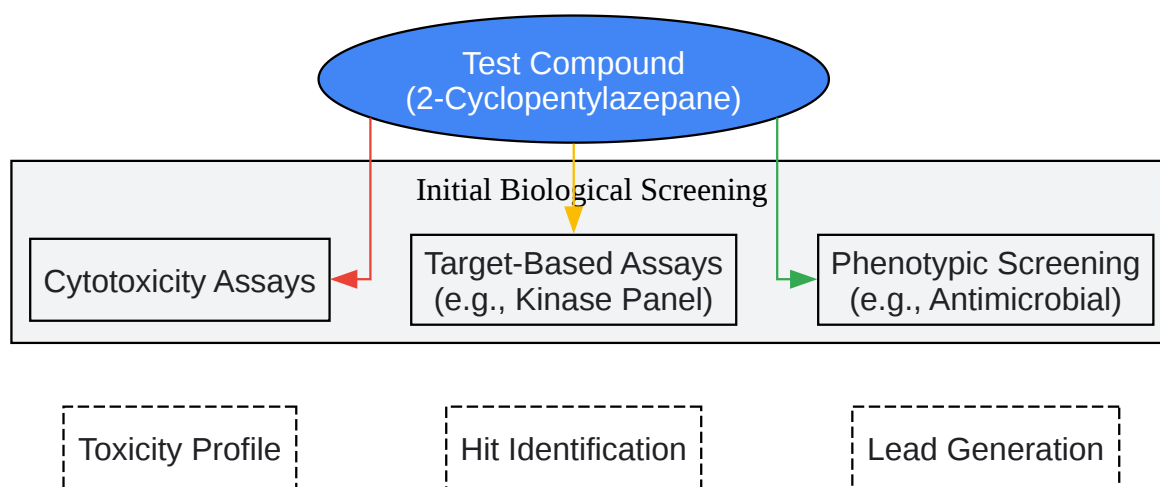 Test Compound
(2-Cyclopentylazepane)
Initial Biological Screening
Cytotoxicity Assays
Target-Based Assays
(e.g., Kinase Panel)
Phenotypic Screening
(e.g., Antimicrobial)
Toxicity Profile
Hit Identification
Lead Generation